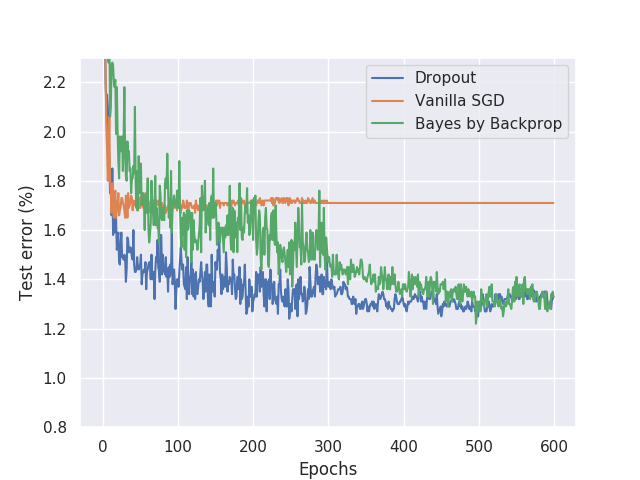 Dropout
Vanilla SGD
Bayes by Backprop
Test error (%)
2.2
2.0
1.8
1.6
1.4
1.2
1.0
0.8
0 100 200 300 400 500 600
Epochs